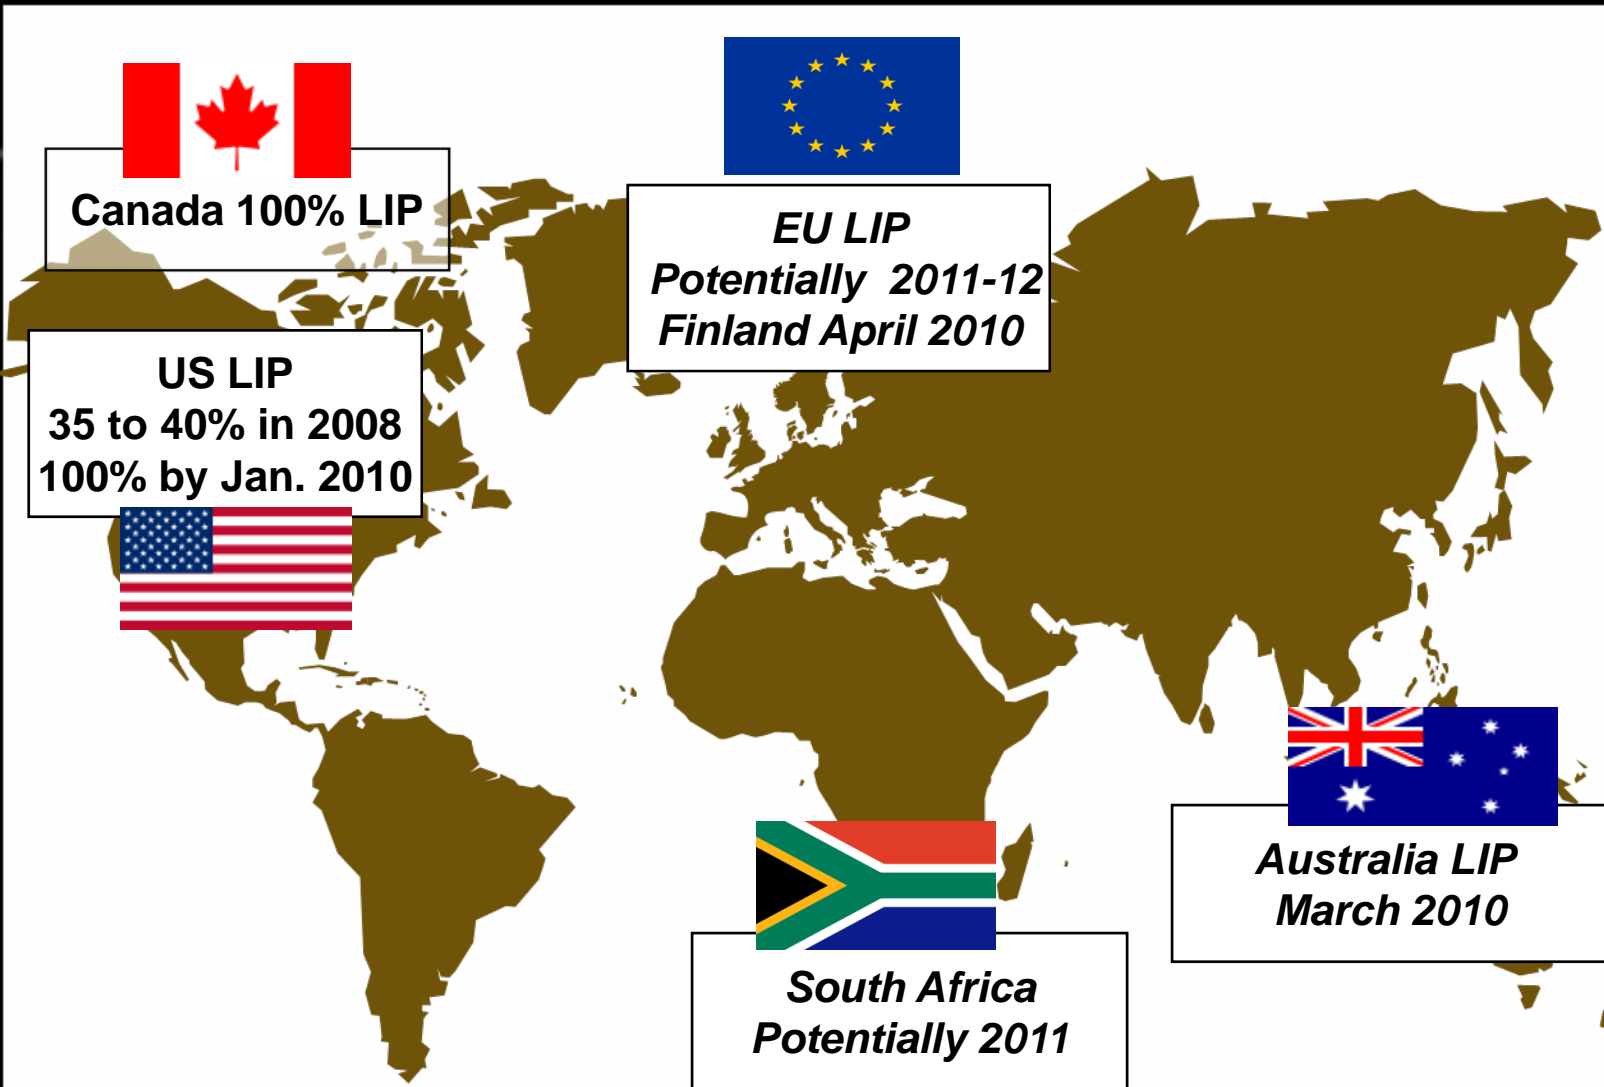 Canada 100% LIP
EU LIP
Potentially 2011-12
Finland April 2010
US LIP
35 to 40% in 2008
100% by Jan. 2010
Australia LIP
March 2010
South Africa
Potentially 2011